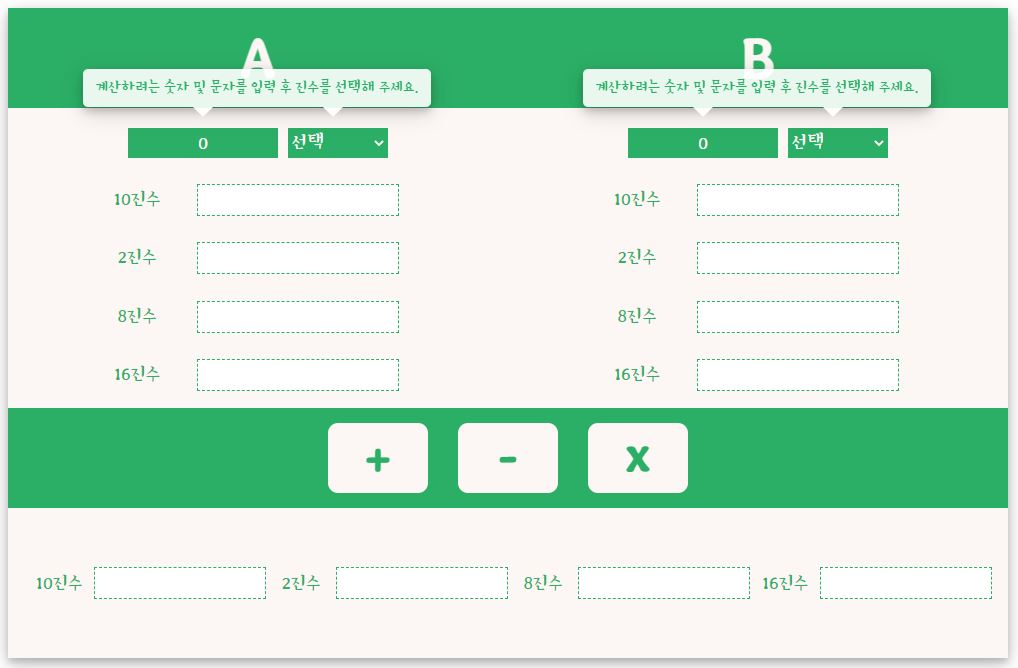 A
계산하려는 숫자 및 문자를 입력 후 진수를 선택해 주세요.
0 선택
10진수
2진수
8진수
16진수
B
계산하려는 숫자 및 문자를 입력 후 진수를 선택해 주세요.
0 선택
10진수
2진수
8진수
16진수
+ - X
10진수 2진수 8진수 16진수